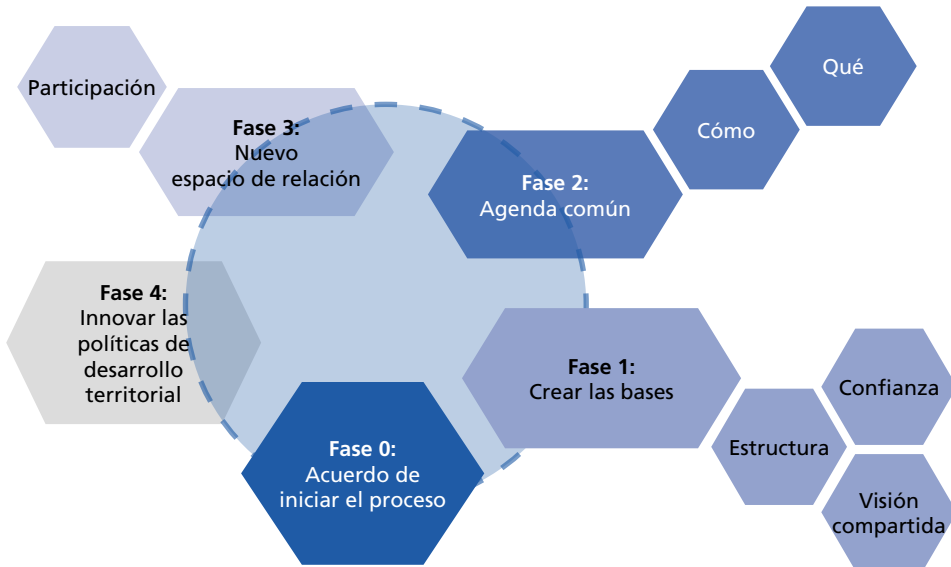 Participación
Fase 3:
Nuevo
espacio de relación
Qué
Cómo
Fase 2:
Agenda común
Fase 4:
Innovar las
políticas de
desarrollo
territorial
Fase 1:
Crear las bases
Confianza
Estructura
Visión
compartida
Fase 0:
Acuerdo de
iniciar el proceso